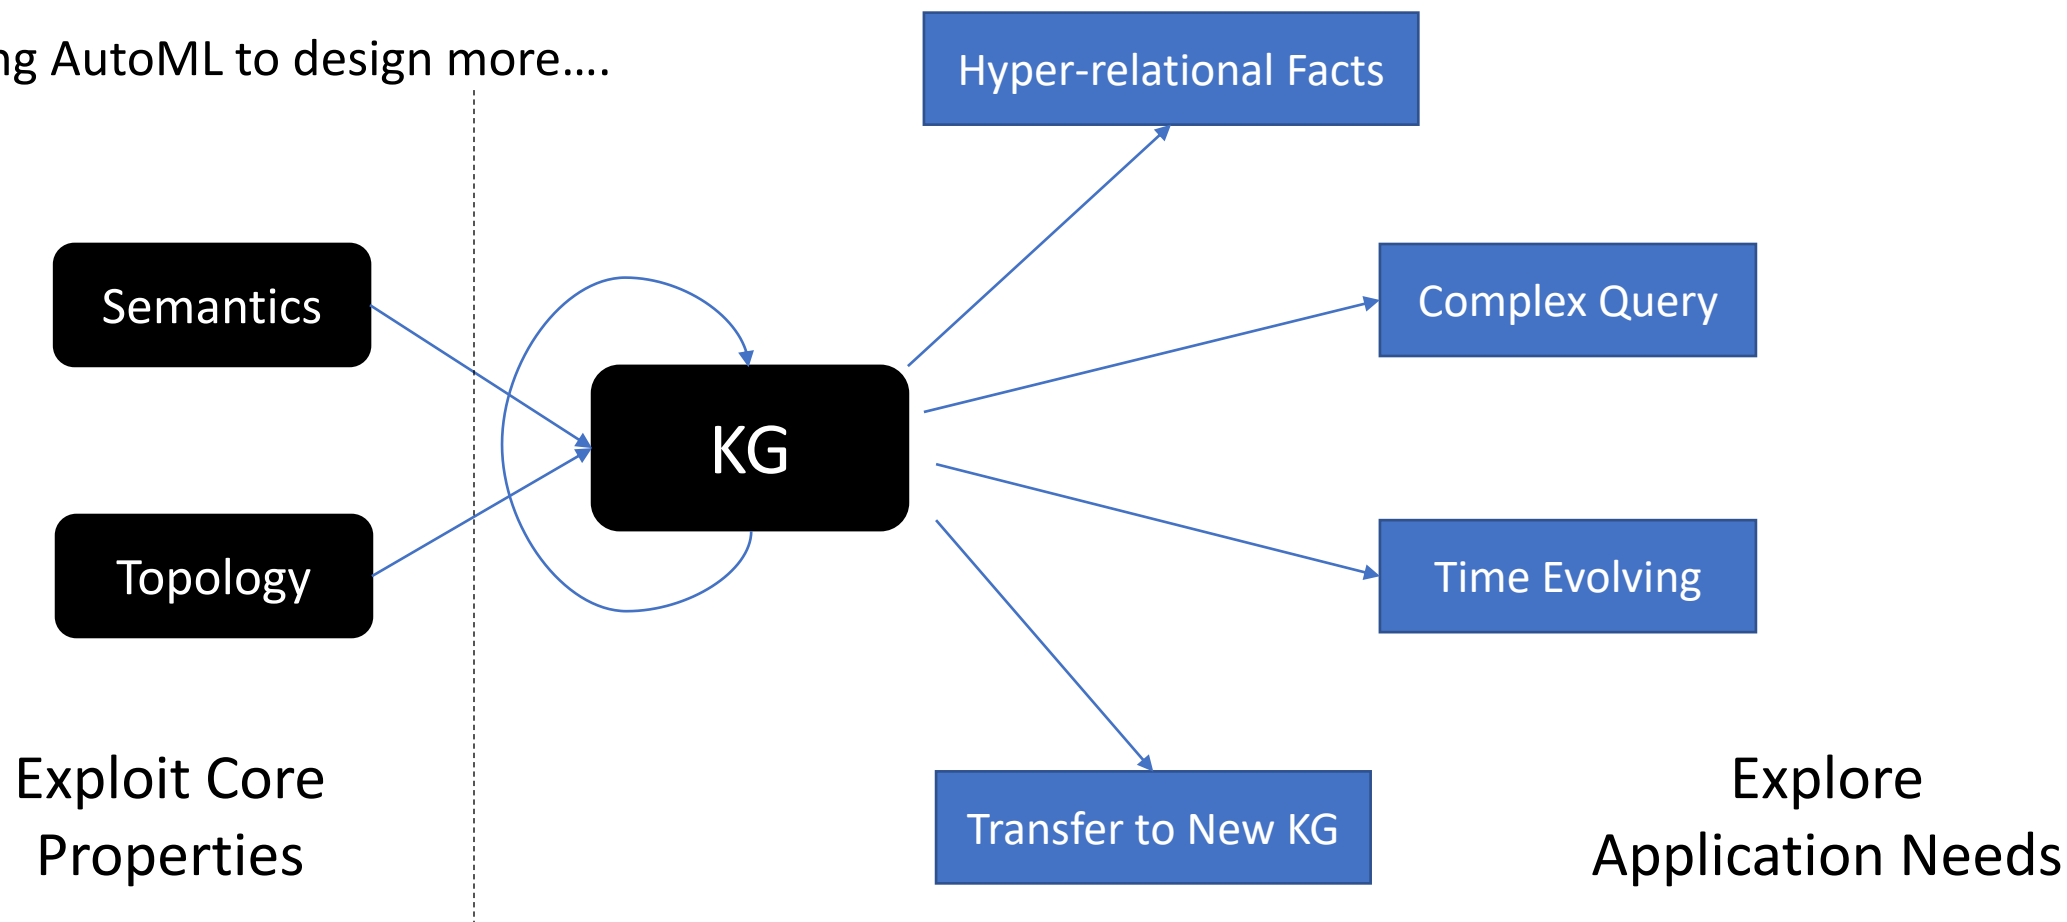 AutoML to design more....
Hyper-relational Facts
Semantics
Complex Query
KG
Topology
Time Evolving
Exploit Core
Properties
Transfer to New KG
Explore
Application Needs